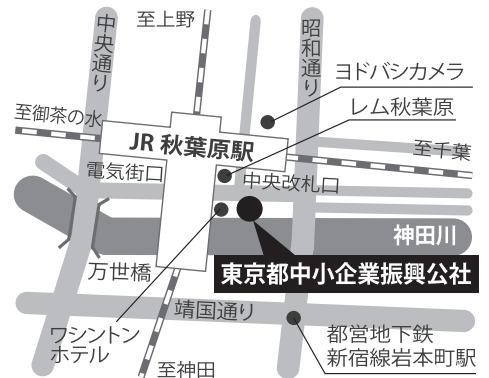 至上野
中央通り
昭和通り
ヨドバシカメラ
レム秋葉原
至御茶の水
JR 秋葉原駅
至千葉
電気街口
中央改札口
神田川
万世橋
東京都中小企業振興公社
靖国通り
ワシントン
ホテル
都営地下鉄
新宿線岩本町駅
至神田